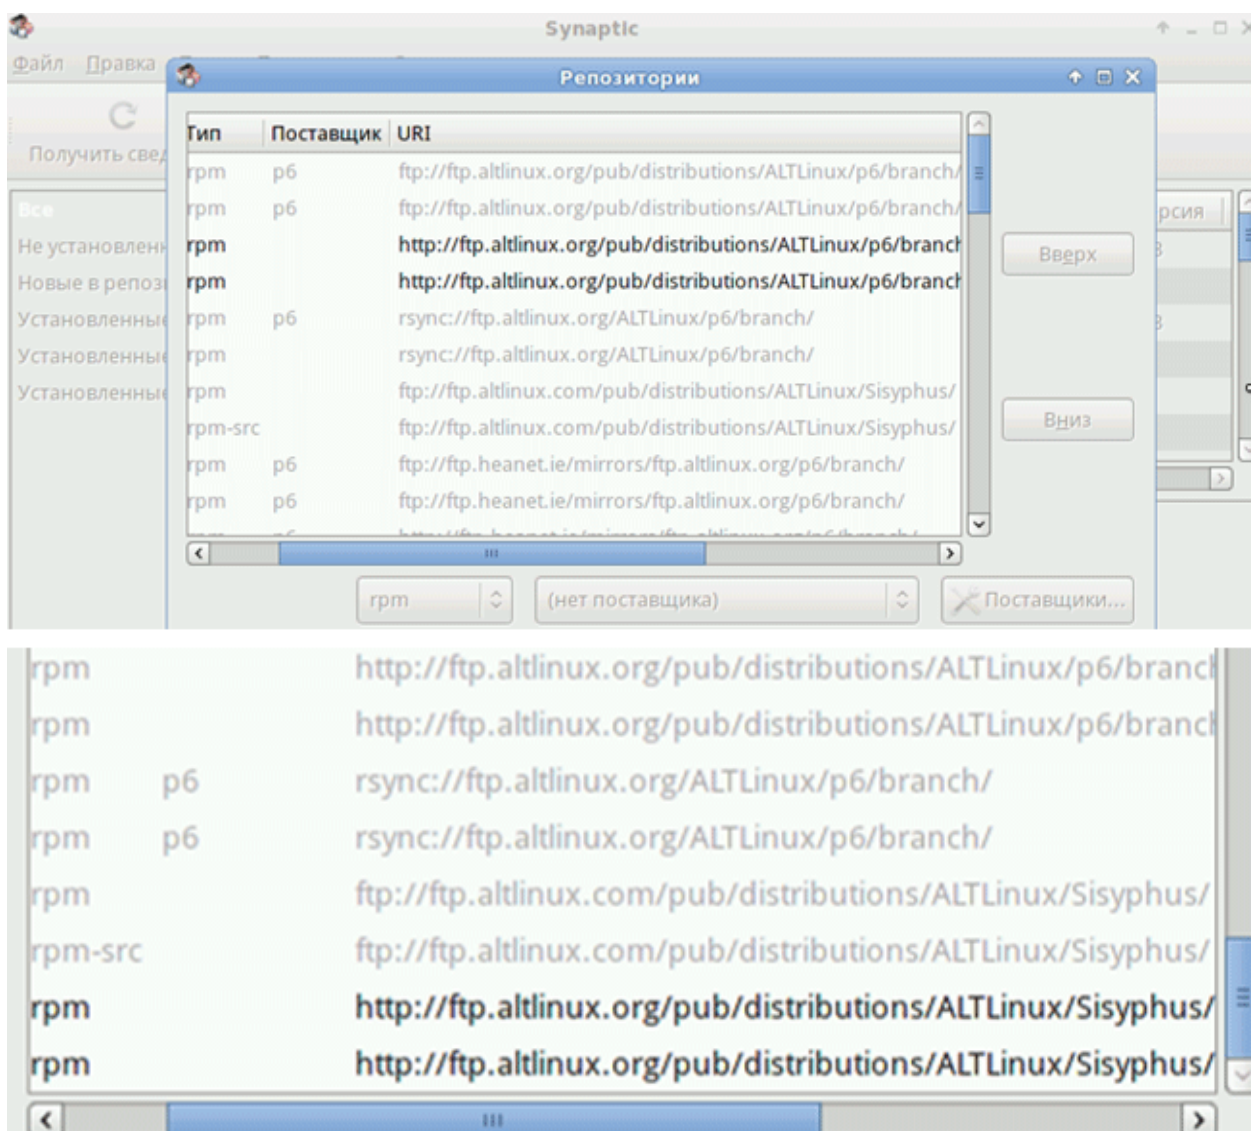 Synaptic
Файл Правка
Репозитории
Получить свед
Тип Поставщик URI
rpm p6 ftp://ftp.altlinux.org/pub/distributions/ALTLinux/p6/branch/
Все
rpm p6 ftp://ftp.altlinux.org/pub/distributions/ALTLinux/p6/branch/
рсия
Не установленн
rpm http://ftp.altlinux.org/pub/distributions/ALTLinux/p6/branch
Вверх
Новые в репози
rpm http://ftp.altlinux.org/pub/distributions/ALTLinux/p6/branch
Установленные
rpm p6 rsync://ftp.altlinux.org/ALTLinux/p6/branch/
Установленные
rpm rsync://ftp.altlinux.org/ALTLinux/p6/branch/
Установленные
rpm ftp://ftp.altlinux.com/pub/distributions/ALTLinux/Sisyphus/
rpm-src ftp://ftp.altlinux.com/pub/distributions/ALTLinux/Sisyphus/
Вниз
rpm p6 ftp://ftp.heanet.ie/mirrors/ftp.altlinux.org/p6/branch/
rpm p6 ftp://ftp.heanet.ie/mirrors/ftp.altlinux.org/p6/branch/
rpm (нет поставщика) Поставщики...
rpm http://ftp.altlinux.org/pub/distributions/ALTLinux/p6/branch
rpm http://ftp.altlinux.org/pub/distributions/ALTLinux/p6/branch
rpm p6 rsync://ftp.altlinux.org/ALTLinux/p6/branch/
rpm p6 rsync://ftp.altlinux.org/ALTLinux/p6/branch/
rpm ftp://ftp.altlinux.com/pub/distributions/ALTLinux/Sisyphus/
rpm-src ftp://ftp.altlinux.com/pub/distributions/ALTLinux/Sisyphus/
rpm http://ftp.altlinux.org/pub/distributions/ALTLinux/Sisyphus/
rpm http://ftp.altlinux.org/pub/distributions/ALTLinux/Sisyphus/